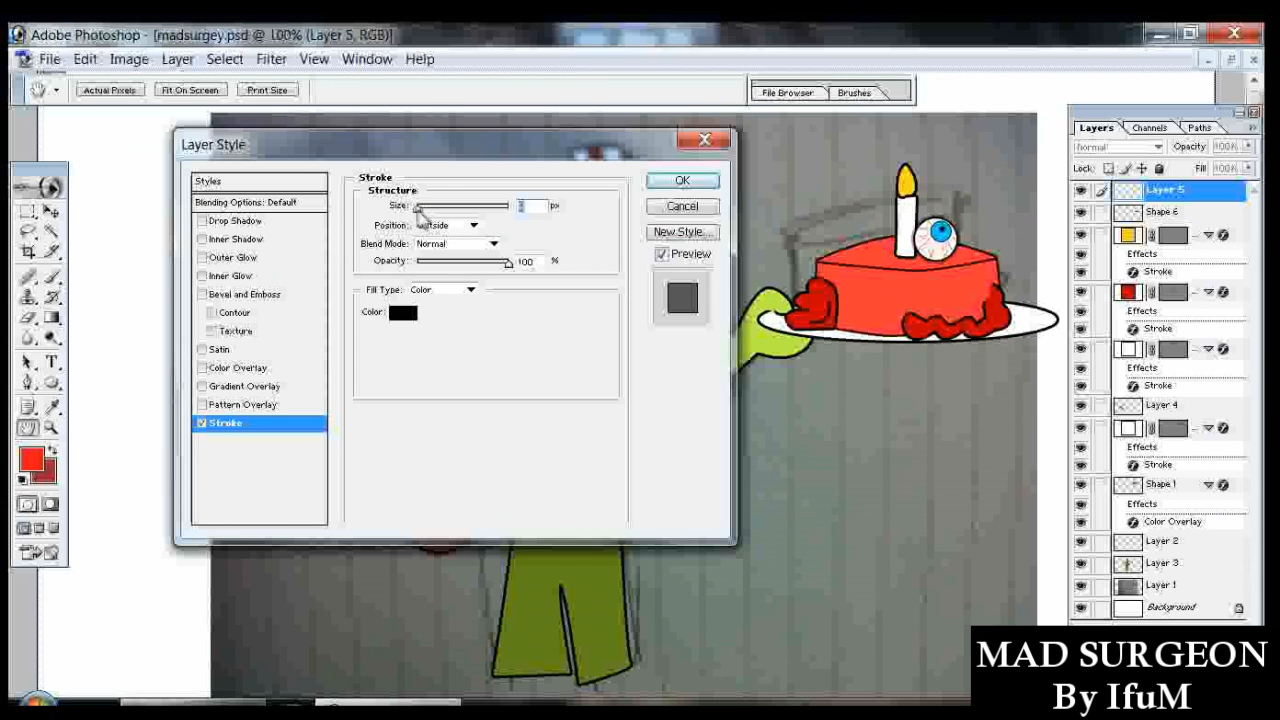 Adobe Photoshop - [madsurgey.psd @ 100% (Layer 5, RGB)]
File Edit Image Layer Select Filter View Window Help
Actual Pixels Fit On Screen Print Size
File Browser Brushes
Layer Style
Styles
Blending Options: Default
Drop Shadow
Inner Shadow
Outer Glow
Inner Glow
Bevel and Emboss
Contour
Texture
Satin
Color Overlay
Gradient Overlay
Pattern Overlay
Stroke
Stroke
Structure
Size: px
Position:
Blend Mode: Normal
Opacity: 100 %
Fill Type: Color
Color:
OK
Cancel
New Style...
Preview
Layers Channels Paths
Normal Opacity: 100%
Lock: Fill 100%
Layer 5
Shape 6
Effects
Stroke
Effects
Stroke
Effects
Stroke
Layer 4
Effects
Stroke
Shape 1
Effects
Color Overlay
Layer 2
Layer 3
Layer 1
Background
MAD SURGEON
By IfuM